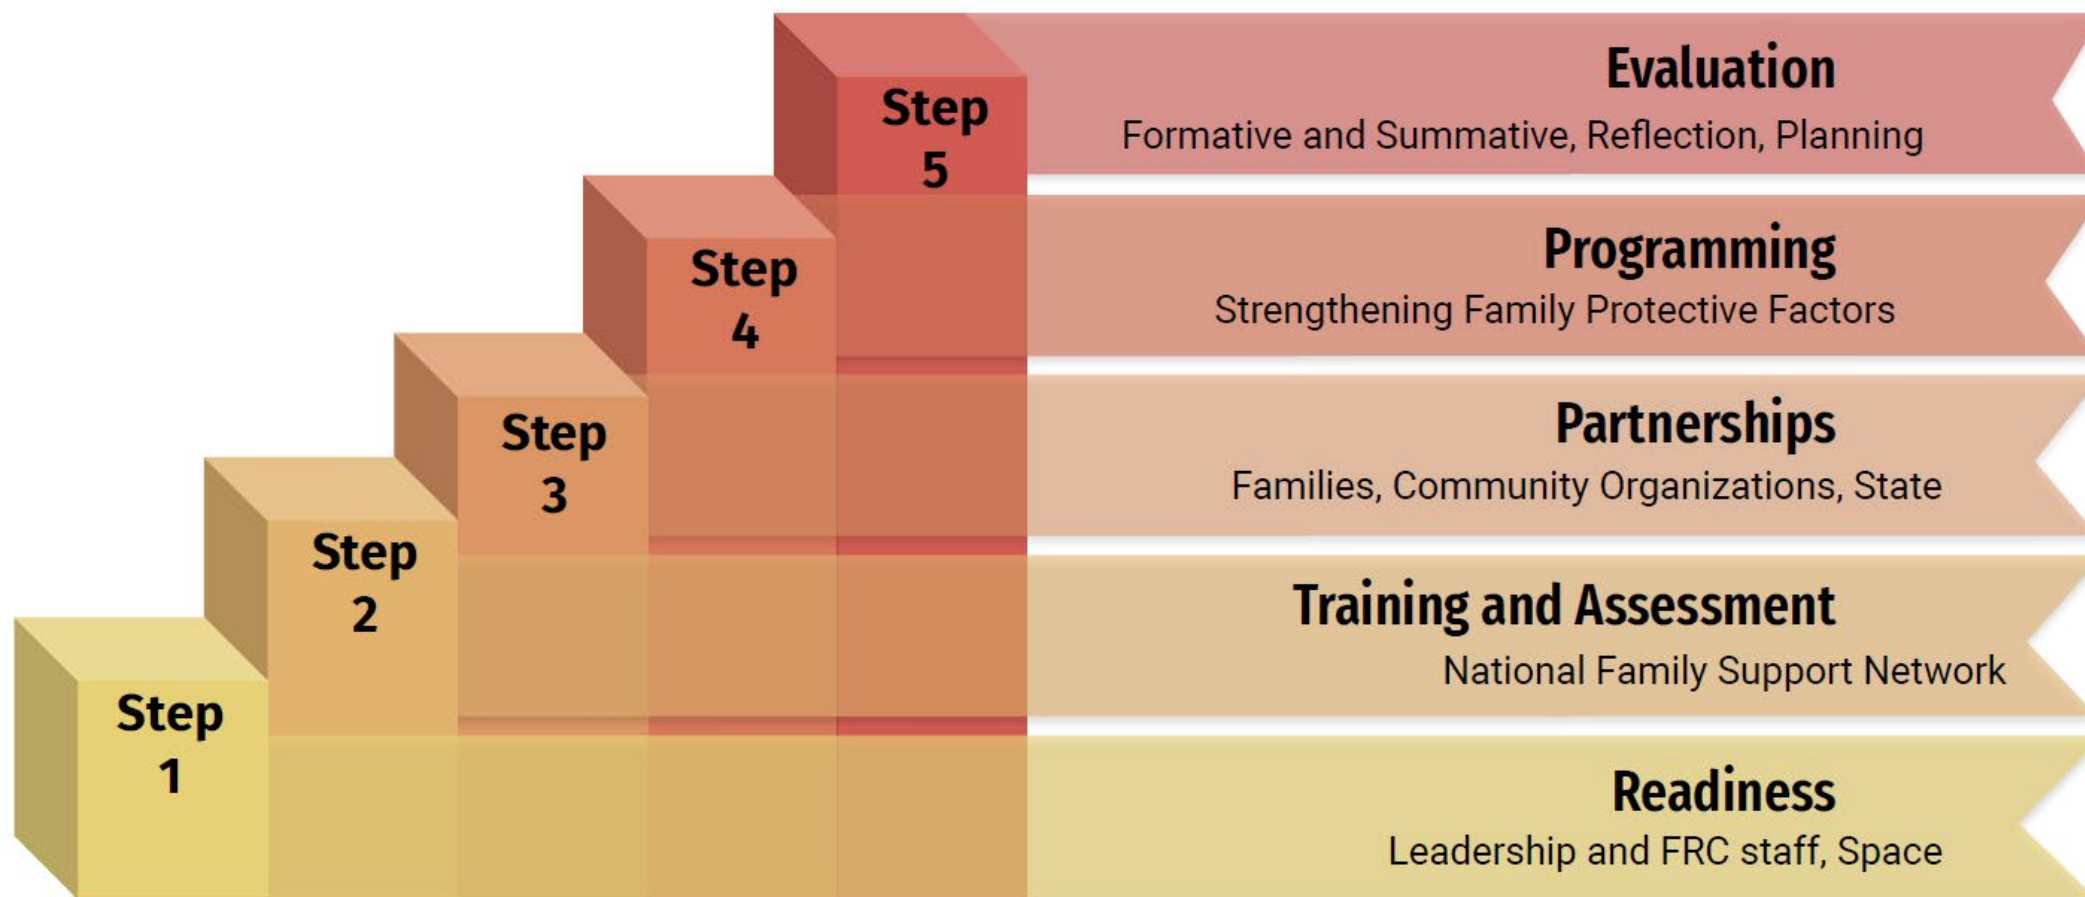 Step
5
Evaluation
Formative and Summative, Reflection, Planning
Step
4
Programming
Strengthening Family Protective Factors
Step
3
Partnerships
Families, Community Organizations, State
Step
2
Training and Assessment
National Family Support Network
Step
1
Readiness
Leadership and FRC staff, Space